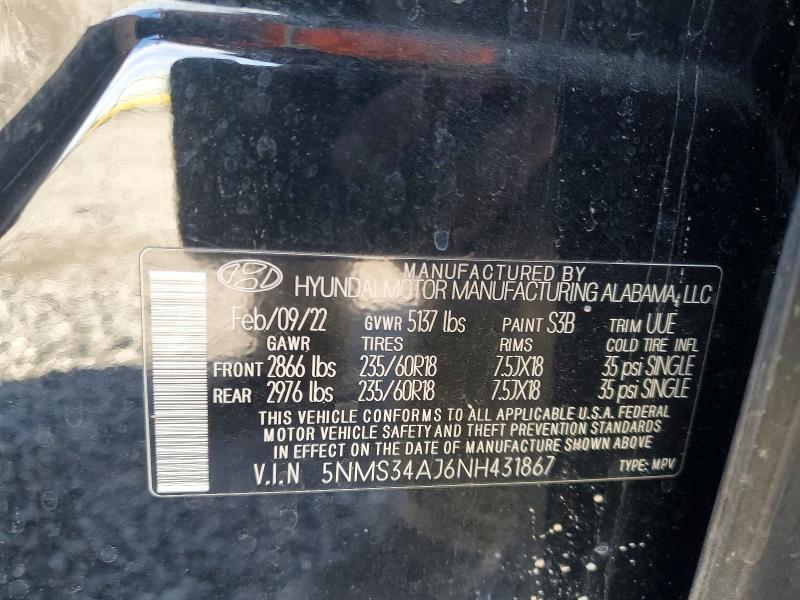 MANUFACTURED BY
HYUNDAI MOTOR MANUFACTURING ALABAMA, LLC
Feb/09/22 GVWR 5137 lbs PAINT S3B TRIM UUE
GAWR TIRES RIMS COLD TIRE INFL
FRONT 2866 lbs 235/60R18 7.5JX18 35 psi SINGLE
REAR 2976 lbs 235/60R18 7.5JX18 35 psi SINGLE
THIS VEHICLE CONFORMS TO ALL APPLICABLE U.S.A. FEDERAL
MOTOR VEHICLE SAFETY AND THEFT PREVENTION STANDARDS
IN EFFECT ON THE DATE OF MANUFACTURE SHOWN ABOVE
V.I.N 5NMS34AJ6NH431867 TYPE: MPV